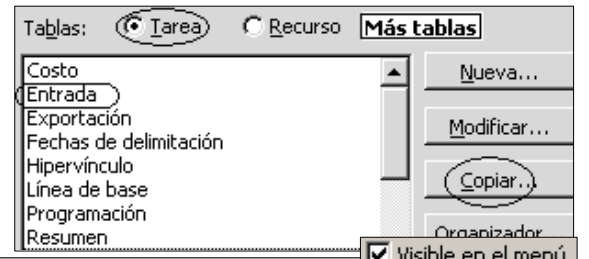 Tablas: Tarea Recurso Más tablas
Costo
Nueva...
Entrada
Exportación
Modificar...
Fechas de delimitación
Hipervínculo
Copiar...
Línea de base
Programación
Organizador...
Resumen
Visible en el menú